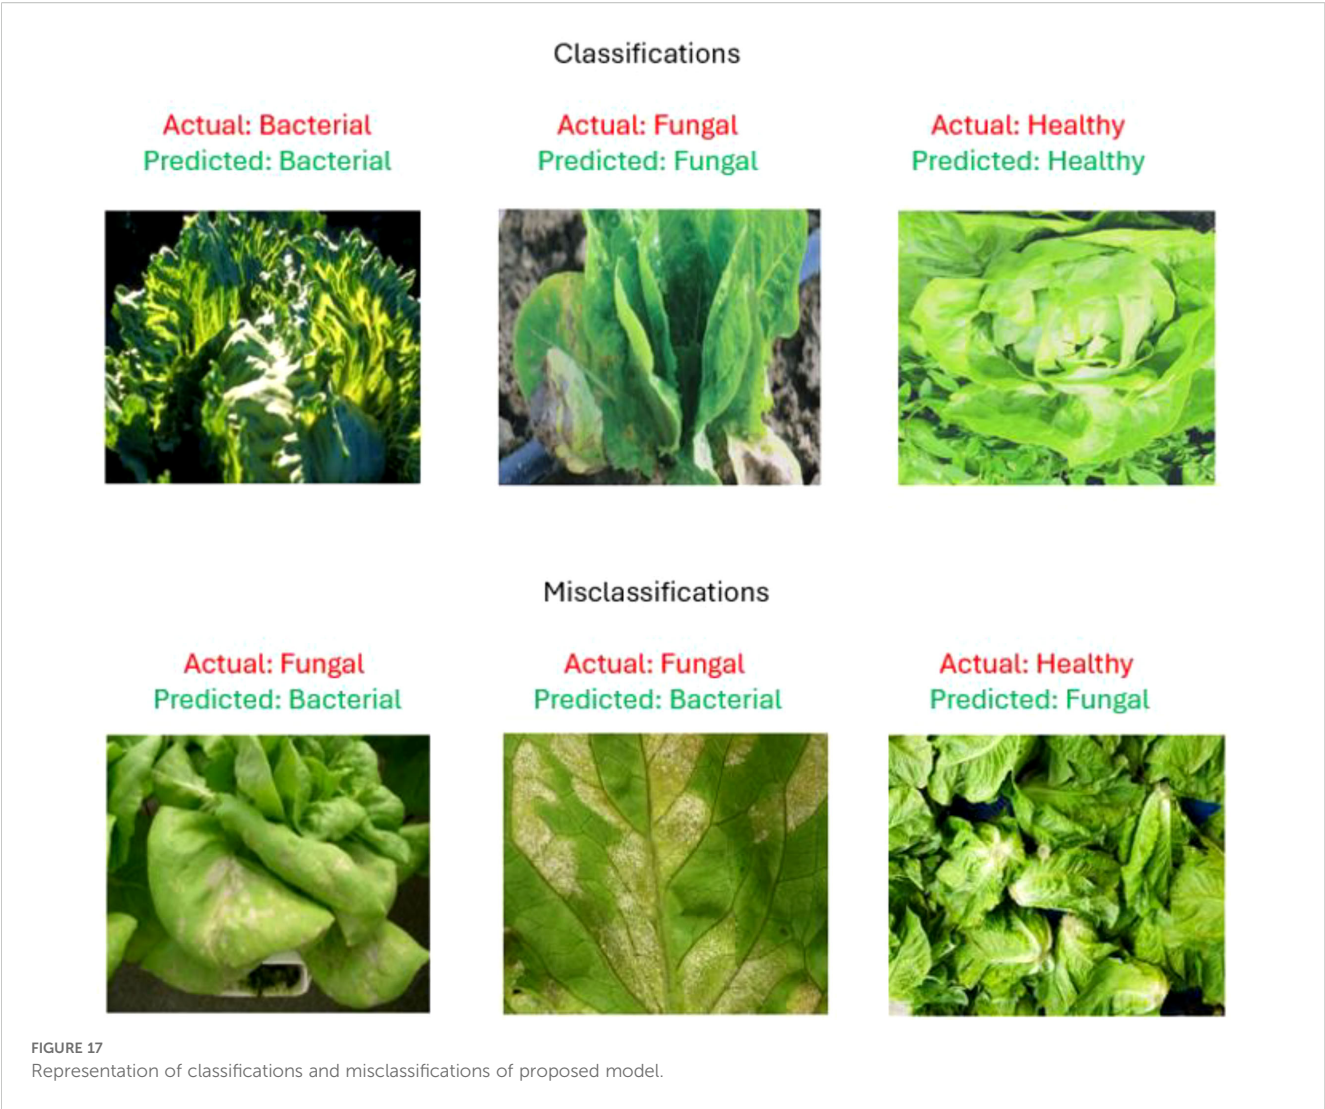 Classifications
Actual: Bacterial
Predicted: Bacterial
Actual: Fungal
Predicted: Fungal
Actual: Healthy
Predicted: Healthy
Misclassifications
Actual: Fungal
Predicted: Bacterial
Actual: Fungal
Predicted: Bacterial
Actual: Healthy
Predicted: Fungal
FIGURE 17
Representation of classifications and misclassifications of proposed model.